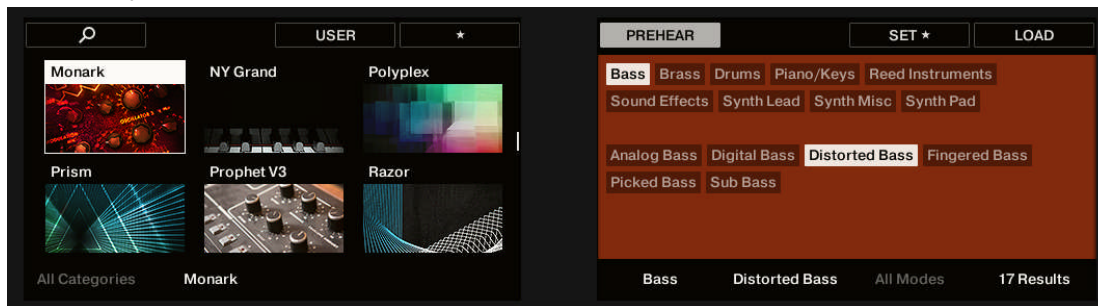 USER ★
Monark NY Grand Polyplex
OSCILLATORS
Prism Prophet V3 Razor
All Categories Monark
PREHEAR SET ★ LOAD
Bass Brass Drums Piano/Keys Reed Instruments
Sound Effects Synth Lead Synth Misc Synth Pad
Analog Bass Digital Bass Distorted Bass Fingered Bass
Picked Bass Sub Bass
Bass Distorted Bass All Modes 17 Results